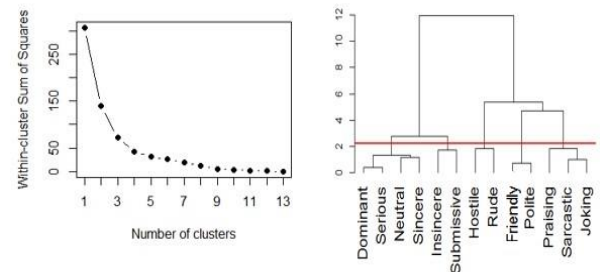 Within-cluster Sum of Squares
0 50 150 250
1 3 5 7 9 11 13
Number of clusters
0 2 4 6 8 10 12
Dominant
Serious
Neutral
Sincere
Insincere
Submissive
Hostile
Rude
Friendly
Polite
Praising
Sarcastic
Joking